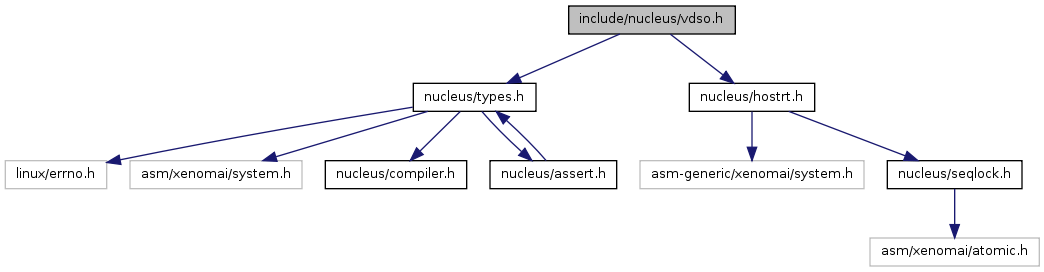 include/nucleus/vdso.h
nucleus/types.h
nucleus/hostrt.h
linux/errno.h
asm/xenomai/system.h
nucleus/compiler.h
nucleus/assert.h
asm-generic/xenomai/system.h
nucleus/seqlock.h
asm/xenomai/atomic.h